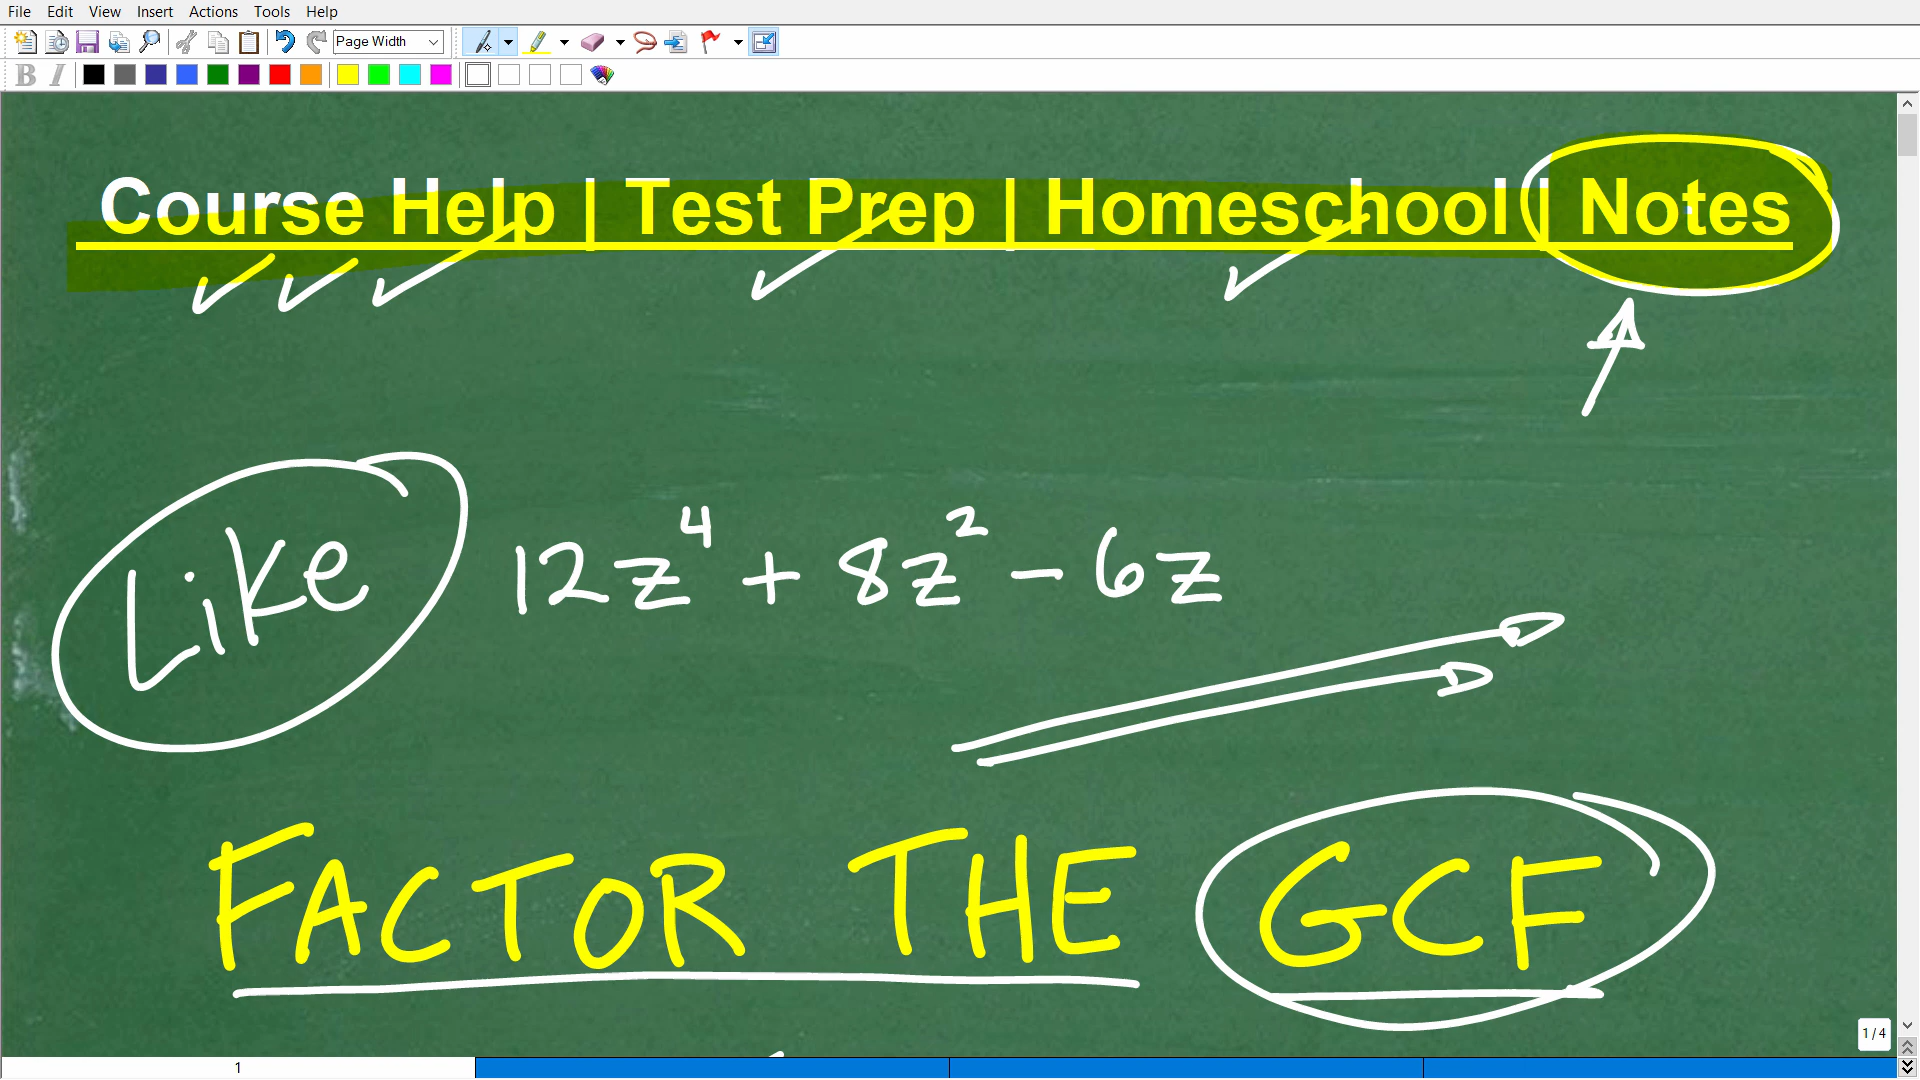 File Edit View Insert Actions Tools Help
Page Width
B I
Course Help | Test Prep | Homeschool | Notes
Like
12z⁴ + 8z² - 6z
FACTOR THE GCF
1 / 4
1